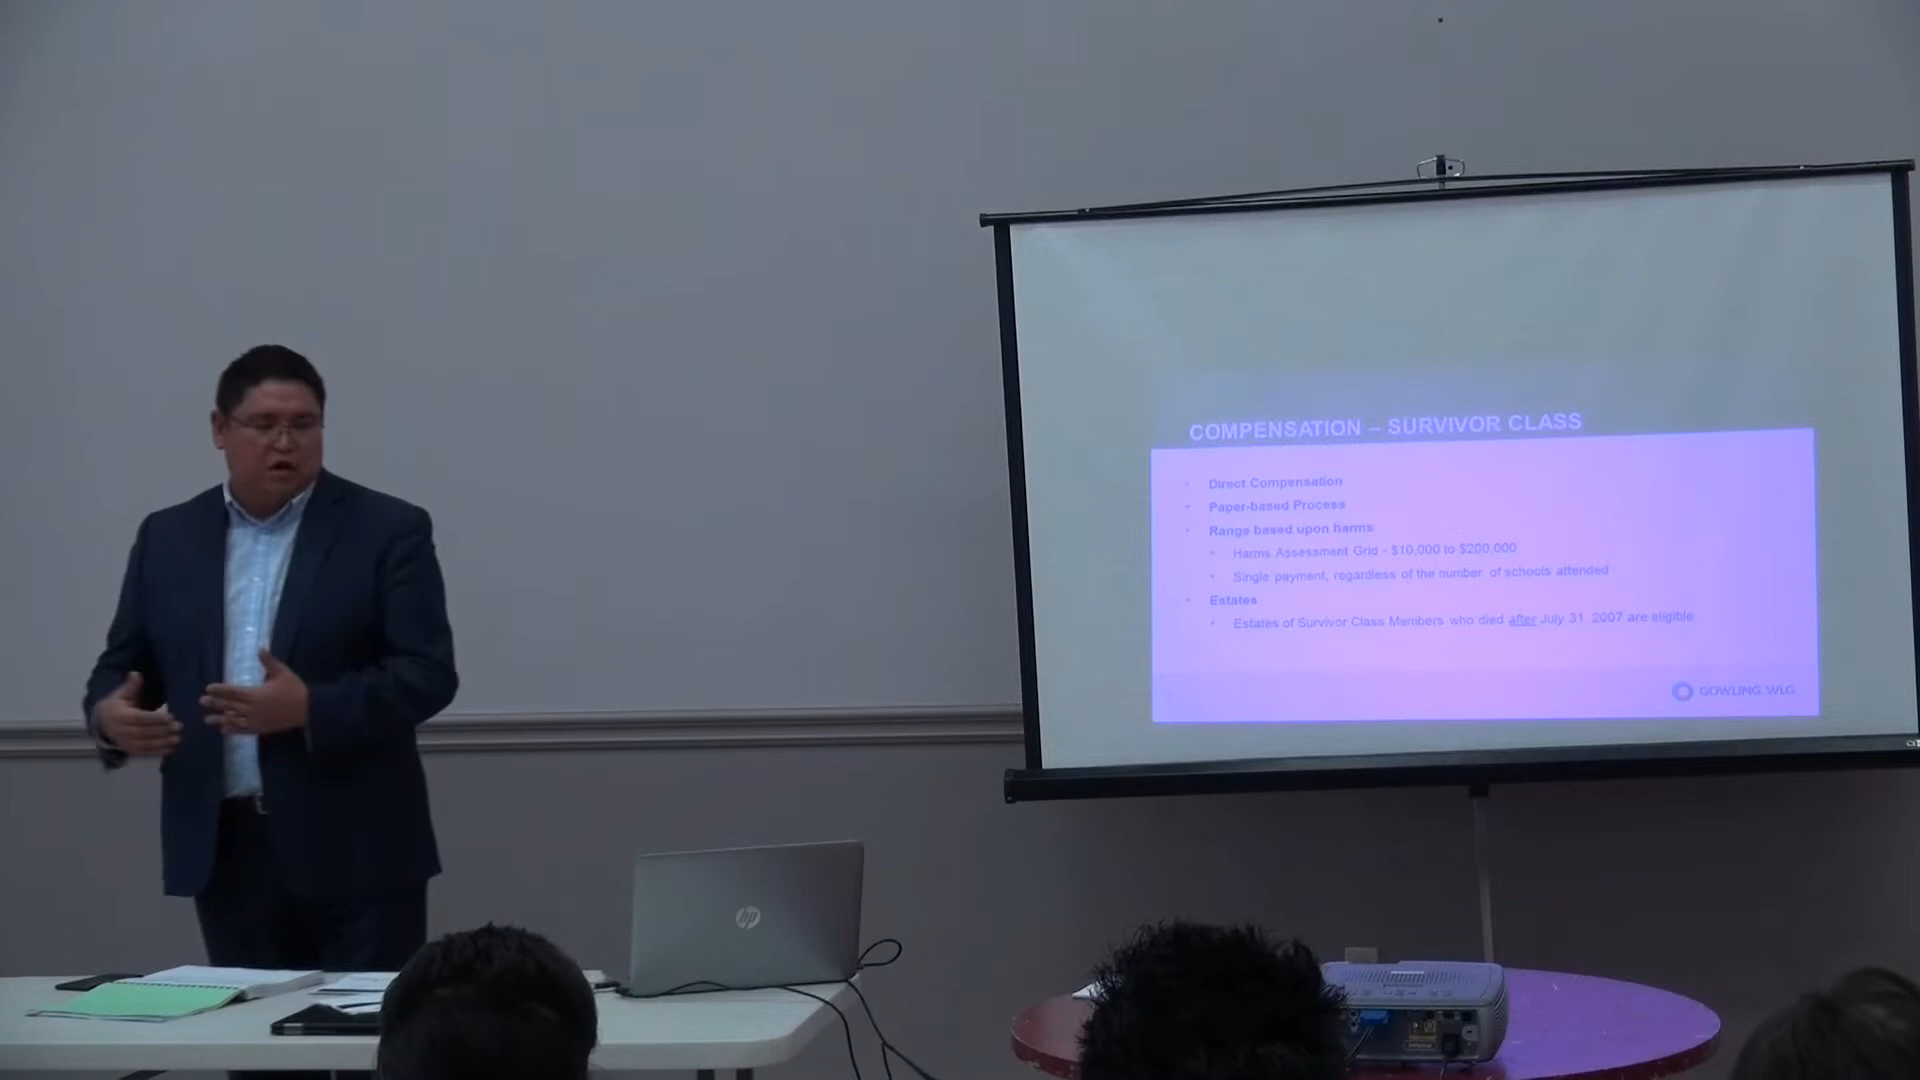 COMPENSATION – SURVIVOR CLASS
Direct Compensation
Paper-based Process
Range based upon harms
Harms Assessment Grid - $10,000 to $200,000
Single payment, regardless of the number of schools attended
Estates
Estates of Survivor Class Members who died after July 31, 2007 are eligible
GOWLING WLG
hp